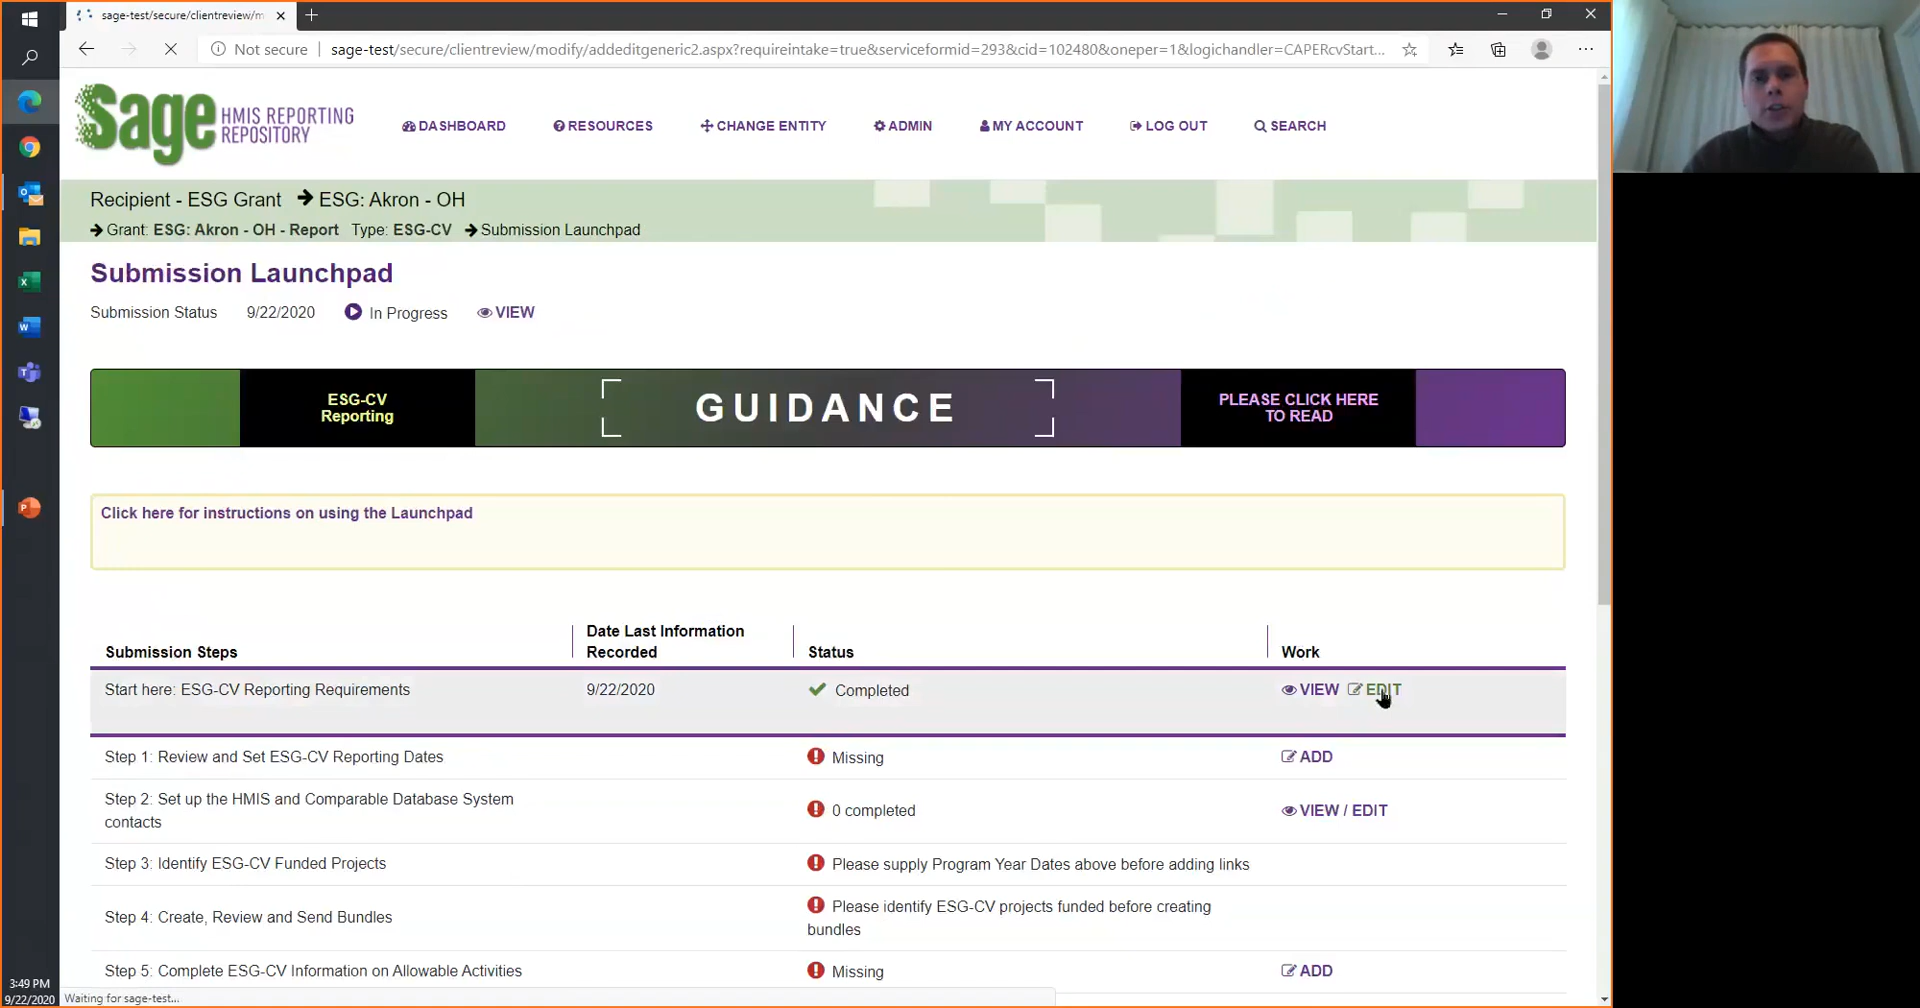 sage-test/secure/clientreview/m
Not secure
sage-test/secure/clientreview/modify/addeditgeneric2.aspx?requireintake=true&serviceformid=293&cid=102480&oneper=1&logichandler=CAPERcvStart...
Sage HMIS REPORTING REPOSITORY
DASHBOARD
RESOURCES
CHANGE ENTITY
ADMIN
MY ACCOUNT
LOG OUT
SEARCH
Recipient - ESG Grant ESG: Akron - OH
Grant: ESG: Akron - OH - Report Type: ESG-CV Submission Launchpad
Submission Launchpad
Submission Status 9/22/2020 In Progress VIEW
ESG-CV
Reporting
GUIDANCE
PLEASE CLICK HERE
TO READ
Click here for instructions on using the Launchpad
Submission Steps
Date Last Information
Recorded
Status
Work
Start here: ESG-CV Reporting Requirements 9/22/2020 Completed VIEW EDIT
Step 1: Review and Set ESG-CV Reporting Dates Missing ADD
Step 2: Set up the HMIS and Comparable Database System
contacts
0 completed VIEW / EDIT
Step 3: Identify ESG-CV Funded Projects Please supply Program Year Dates above before adding links
Step 4: Create, Review and Send Bundles
Please identify ESG-CV projects funded before creating
bundles
Step 5: Complete ESG-CV Information on Allowable Activities Missing ADD
Waiting for sage-test...
3:49 PM
9/22/2020